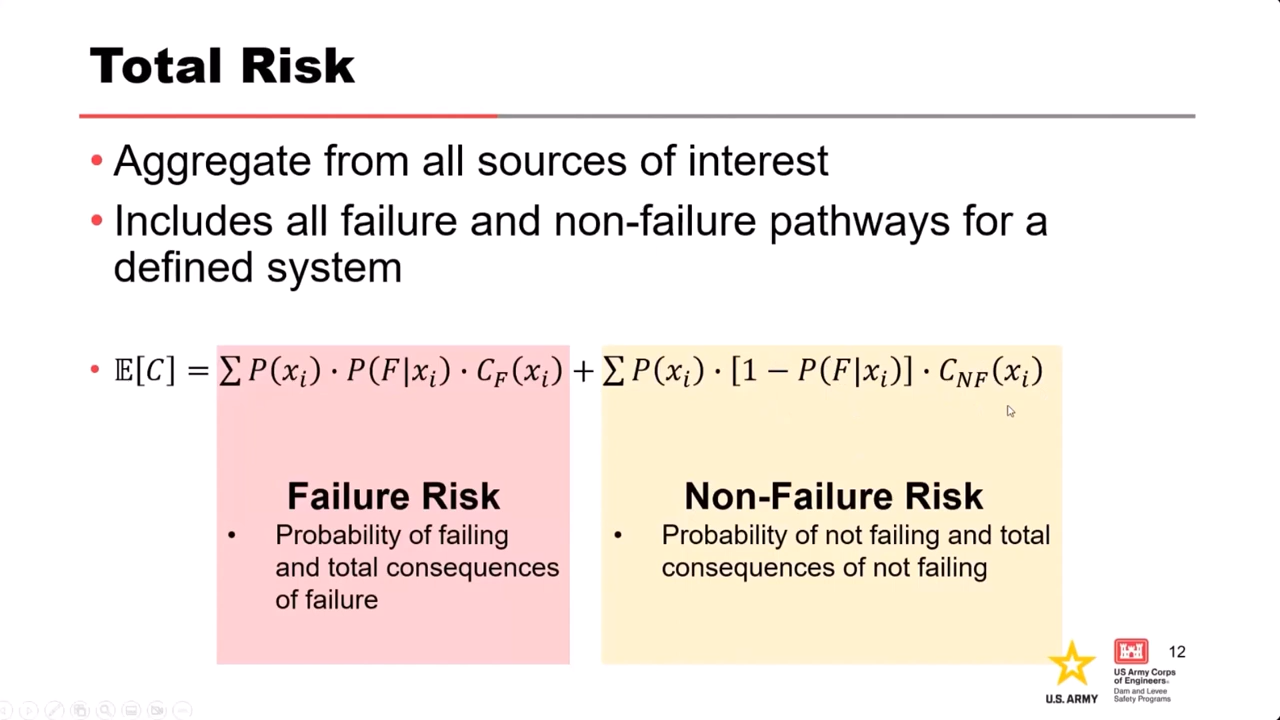 Total Risk
• Aggregate from all sources of interest
• Includes all failure and non-failure pathways for a
defined system
• 𝔼[C] = ∑ P(xᵢ) · P(F|xᵢ) · C_F(xᵢ) + ∑ P(xᵢ) · [1 − P(F|xᵢ)] · C_NF(xᵢ)
Failure Risk
• Probability of failing
and total consequences
of failure
Non-Failure Risk
• Probability of not failing and total
consequences of not failing
U.S. ARMY
US Army Corps
of Engineers®
Dam and Levee
Safety Programs
12